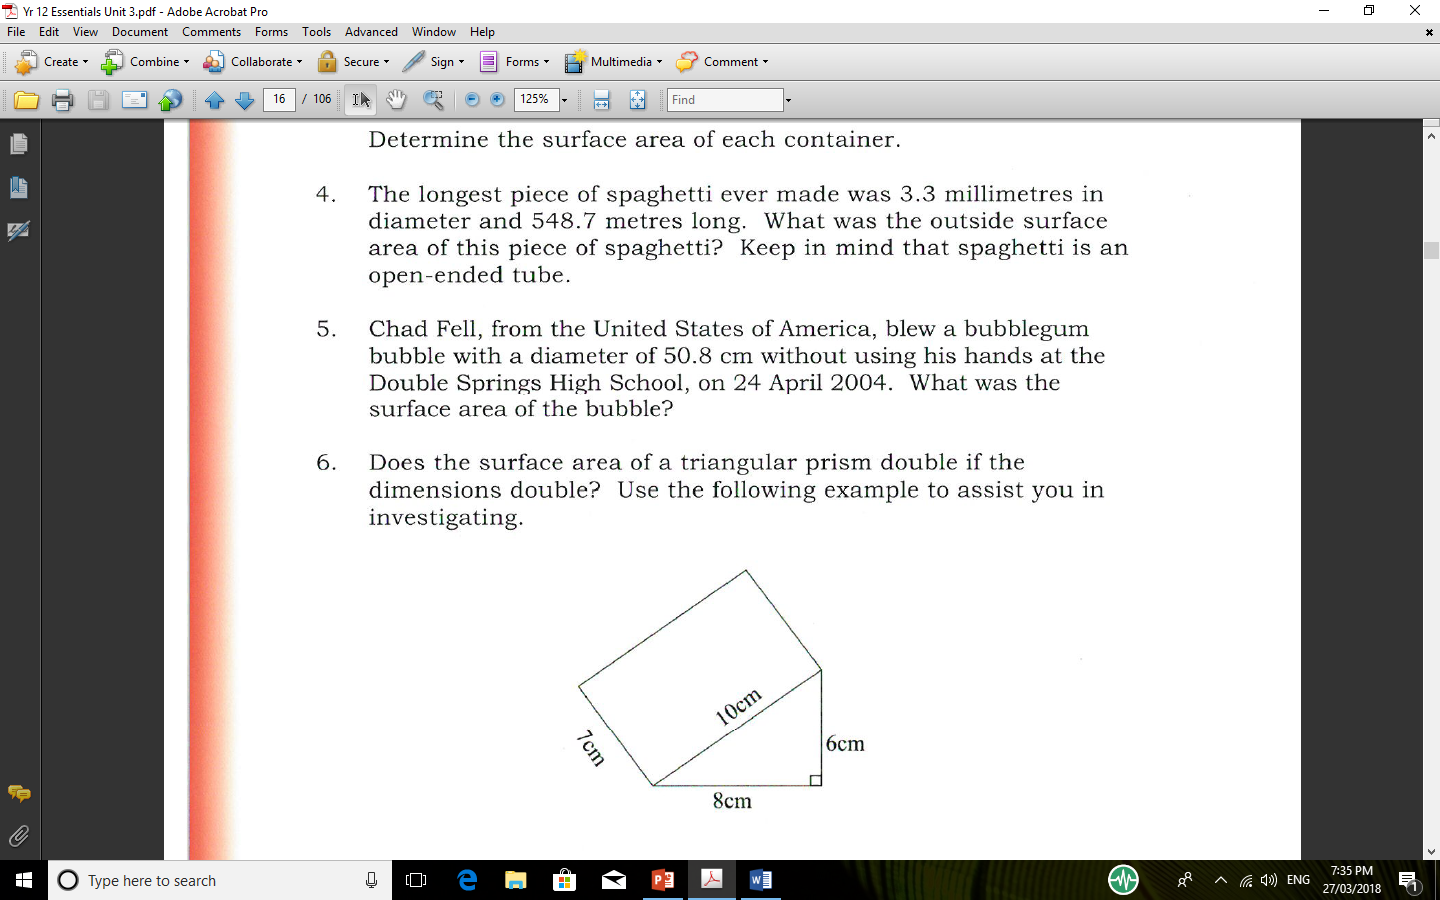 Yr 12 Essentials Unit 3.pdf - Adobe Acrobat Pro
File Edit View Document Comments Forms Tools Advanced Window Help
Create Combine Collaborate Secure Sign Forms Multimedia Comment
16 / 106 125% Find
Determine the surface area of each container.
4. The longest piece of spaghetti ever made was 3.3 millimetres in
diameter and 548.7 metres long. What was the outside surface
area of this piece of spaghetti? Keep in mind that spaghetti is an
open-ended tube.
5. Chad Fell, from the United States of America, blew a bubblegum
bubble with a diameter of 50.8 cm without using his hands at the
Double Springs High School, on 24 April 2004. What was the
surface area of the bubble?
6. Does the surface area of a triangular prism double if the
dimensions double? Use the following example to assist you in
investigating.
10cm
7cm
6cm
8cm
Type here to search
ENG
7:35 PM
27/03/2018
1